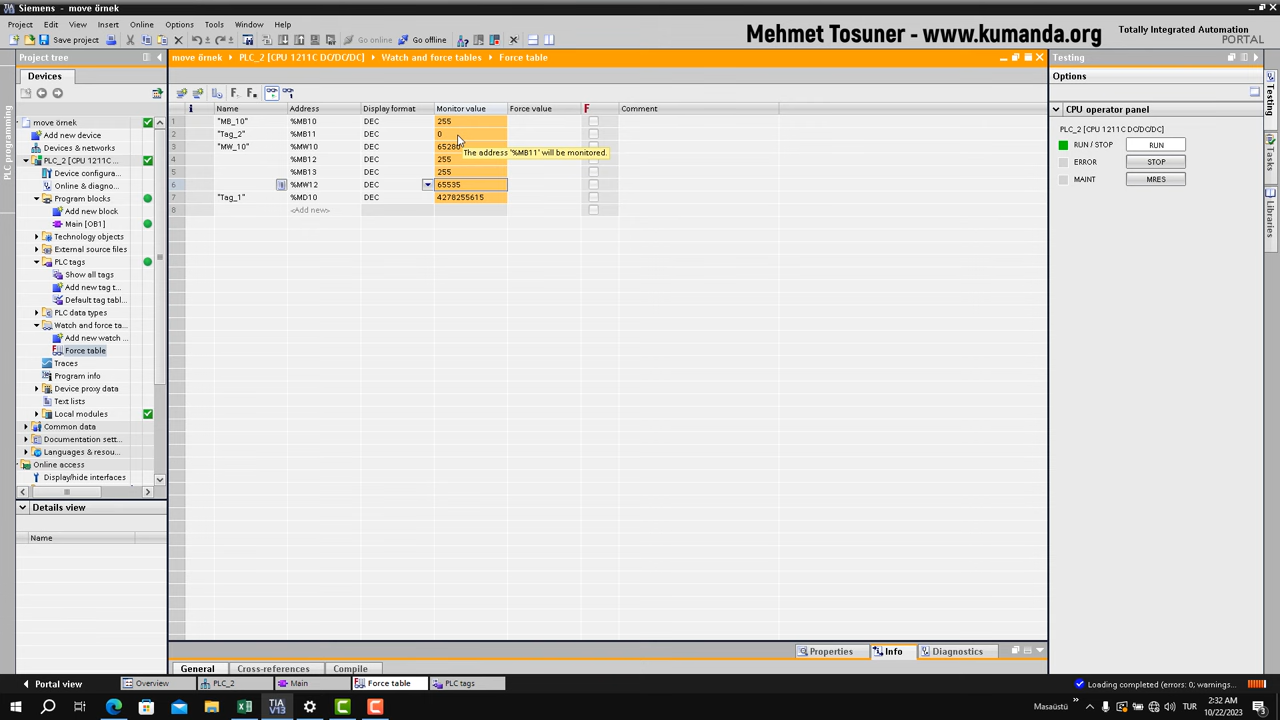 Siemens - move örnek
Project Edit View Insert Online Options Tools Window Help
Mehmet Tosuner - www.kumanda.org
Totally Integrated Automation
PORTAL
Save project Go online Go offline
Project tree
move örnek PLC_2 [CPU 1211C DC/DC/DC] Watch and force tables Force table
Testing
Devices
Options
CPU operator panel
PLC_2 [CPU 1211C DC/DC/DC]
RUN / STOP RUN
ERROR STOP
MAINT MRES
PLC programming
Testing
Tasks
Libraries
i Name Address Display format Monitor value Force value F Comment
1 "MB_10" %MB10 DEC 255
2 "Tag_2" %MB11 DEC 0
3 "MW_10" %MW10 DEC 65280
The address '%MB11' will be monitored.
4 %MB12 DEC 255
5 %MB13 DEC 255
6 %MW12 DEC 65535
7 "Tag_1" %MD10 DEC 4278255615
8 <Add new>
move örnek
Add new device
Devices & networks
PLC_2 [CPU 1211C ...
Device configura...
Online & diagno...
Program blocks
Add new block
Main [OB1]
Technology objects
External source files
PLC tags
Show all tags
Add new tag t...
Default tag tabl...
PLC data types
Watch and force ta...
Add new watch ...
Force table
Traces
Program info
Device proxy data
Text lists
Local modules
Common data
Documentation sett...
Languages & resou...
Online access
Display/hide interfaces
Details view
Name
Properties Info Diagnostics
General Cross-references Compile
Portal view Overview PLC_2 Main Force table PLC tags
Loading completed (errors: 0; warnings...
TIA
V13
Masaüstü
TUR
2:32 AM
10/22/2023
3